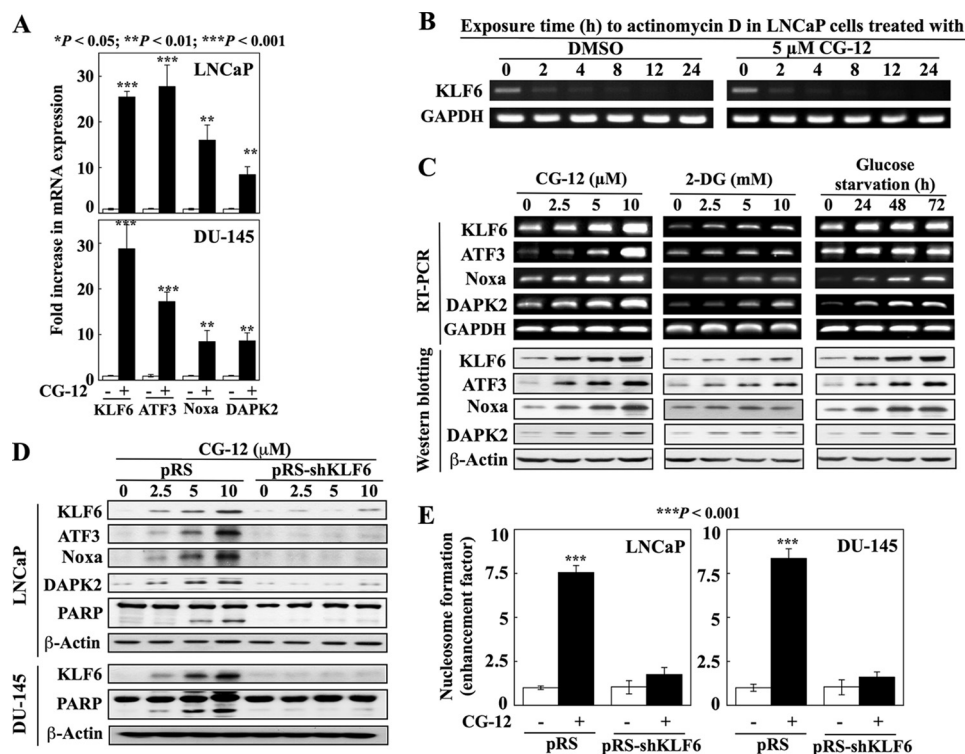 A
*P < 0.05; **P < 0.01; ***P < 0.001
Fold increase in mRNA expression
LNCaP
30
20
10
0
***
***
**
**
DU-145
30
20
10
0
***
***
**
**
CG-12 - + - + - + - +
KLF6 ATF3 Noxa DAPK2
B
Exposure time (h) to actinomycin D in LNCaP cells treated with
DMSO 5 µM CG-12
0 2 4 8 12 24 0 2 4 8 12 24
KLF6
GAPDH
C
CG-12 (µM) 2-DG (mM) Glucose starvation (h)
0 2.5 5 10 0 2.5 5 10 0 24 48 72
RT-PCR
KLF6
ATF3
Noxa
DAPK2
GAPDH
Western blotting
KLF6
ATF3
Noxa
DAPK2
β-Actin
D
CG-12 (µM)
pRS pRS-shKLF6
0 2.5 5 10 0 2.5 5 10
LNCaP
KLF6
ATF3
Noxa
DAPK2
PARP
β-Actin
DU-145
KLF6
PARP
β-Actin
E
***P < 0.001
Nucleosome formation
(enhancement factor)
LNCaP
10.0
7.5
5.0
2.5
0
***
DU-145
10.0
7.5
5.0
2.5
0
***
CG-12 - + - + - + - +
pRS pRS-shKLF6 pRS pRS-shKLF6